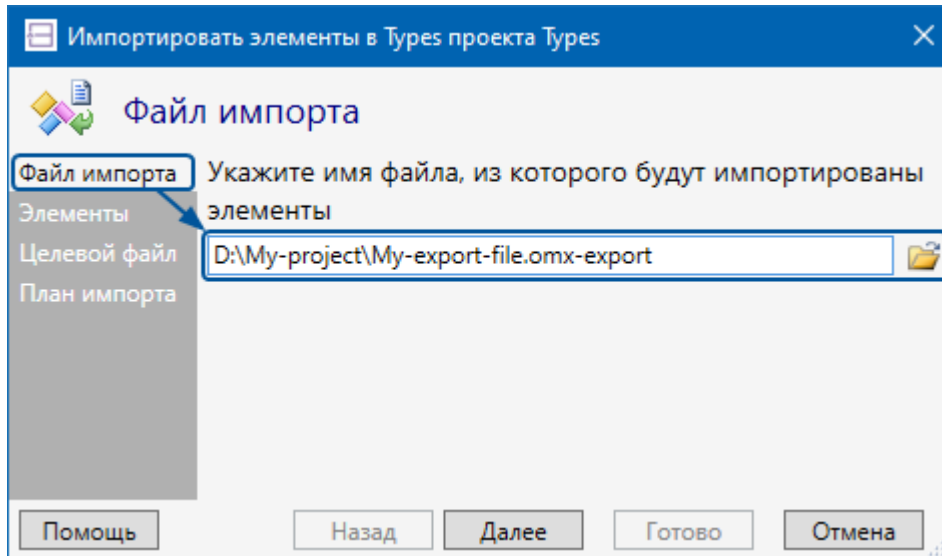 Импортировать элементы в Types проекта Types
Файл импорта
Файл импорта
Элементы
Целевой файл
План импорта
Укажите имя файла, из которого будут импортированы
элементы
D:\My-project\My-export-file.omx-export
Помощь
Назад
Далее
Готово
Отмена